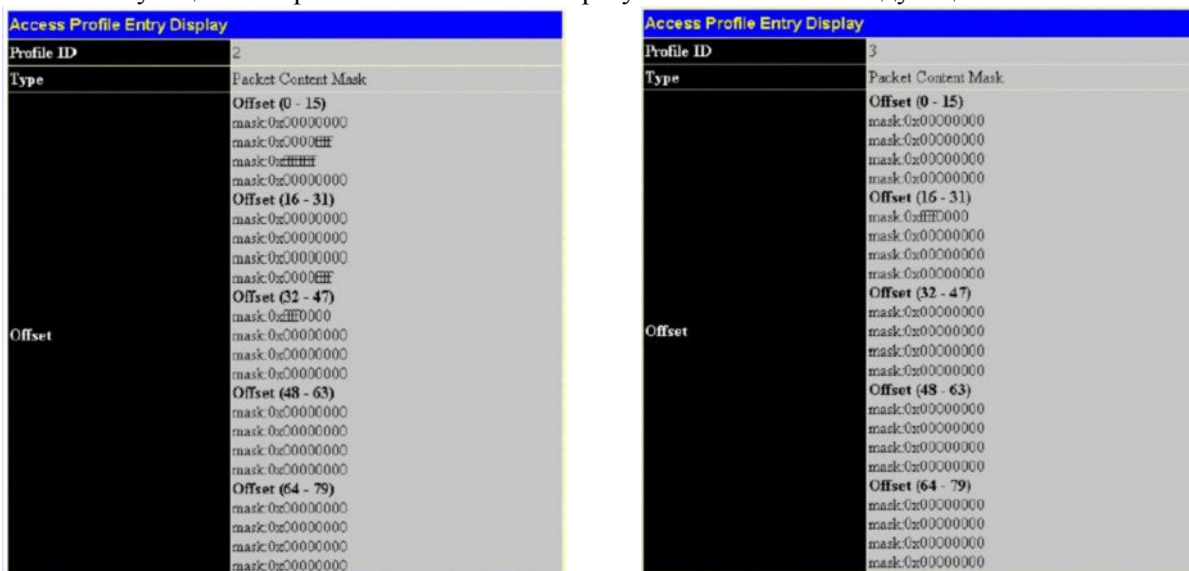 Access Profile Entry Display
Profile ID 2
Type Packet Content Mask
Offset
Offset (0 - 15)
mask:0x00000000
mask:0x0000ffff
mask:0xffffffff
mask:0x00000000
Offset (16 - 31)
mask:0x00000000
mask:0x00000000
mask:0x00000000
mask:0x0000ffff
Offset (32 - 47)
mask:0xffff0000
mask:0x00000000
mask:0x00000000
mask:0x00000000
Offset (48 - 63)
mask:0x00000000
mask:0x00000000
mask:0x00000000
mask:0x00000000
Offset (64 - 79)
mask:0x00000000
mask:0x00000000
mask:0x00000000
mask:0x00000000
Access Profile Entry Display
Profile ID 3
Type Packet Content Mask
Offset
Offset (0 - 15)
mask:0x00000000
mask:0x00000000
mask:0x00000000
mask:0x00000000
Offset (16 - 31)
mask:0xffff0000
mask:0x00000000
mask:0x00000000
mask:0x00000000
Offset (32 - 47)
mask:0x00000000
mask:0x00000000
mask:0x00000000
mask:0x00000000
Offset (48 - 63)
mask:0x00000000
mask:0x00000000
mask:0x00000000
mask:0x00000000
Offset (64 - 79)
mask:0x00000000
mask:0x00000000
mask:0x00000000
mask:0x00000000